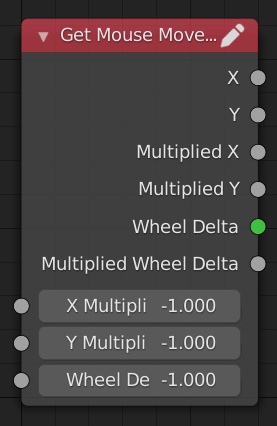 Get Mouse Move...
X
Y
Multiplied X
Multiplied Y
Wheel Delta
Multiplied Wheel Delta
X Multipli -1.000
Y Multipli -1.000
Wheel De -1.000